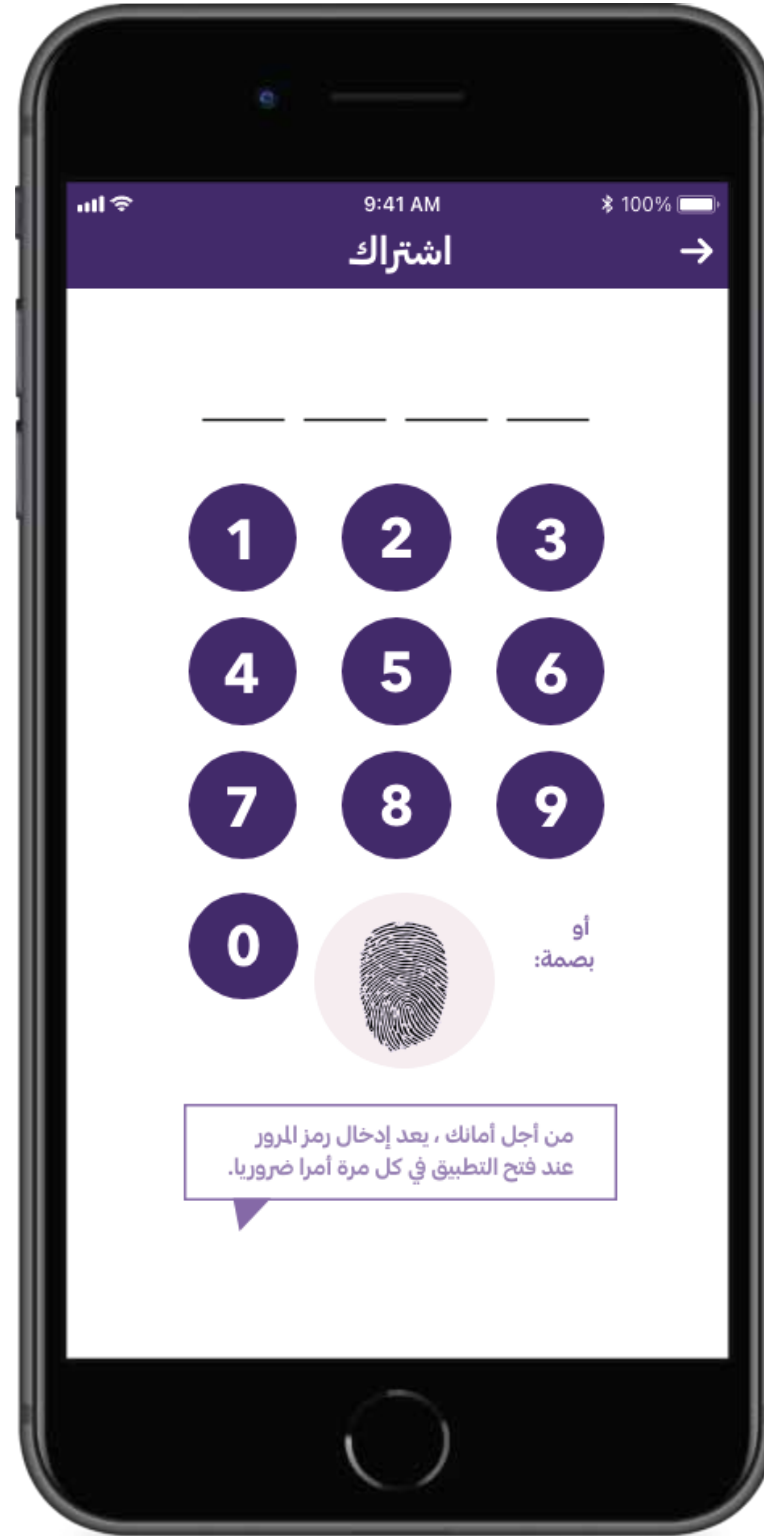 9:41 AM
100%
اشتراك
1 2 3
4 5 6
7 8 9
0
أو
بصمة:
من أجل أمانك ، يعد إدخال رمز المرور
عند فتح التطبيق في كل مرة أمرا ضروريا.